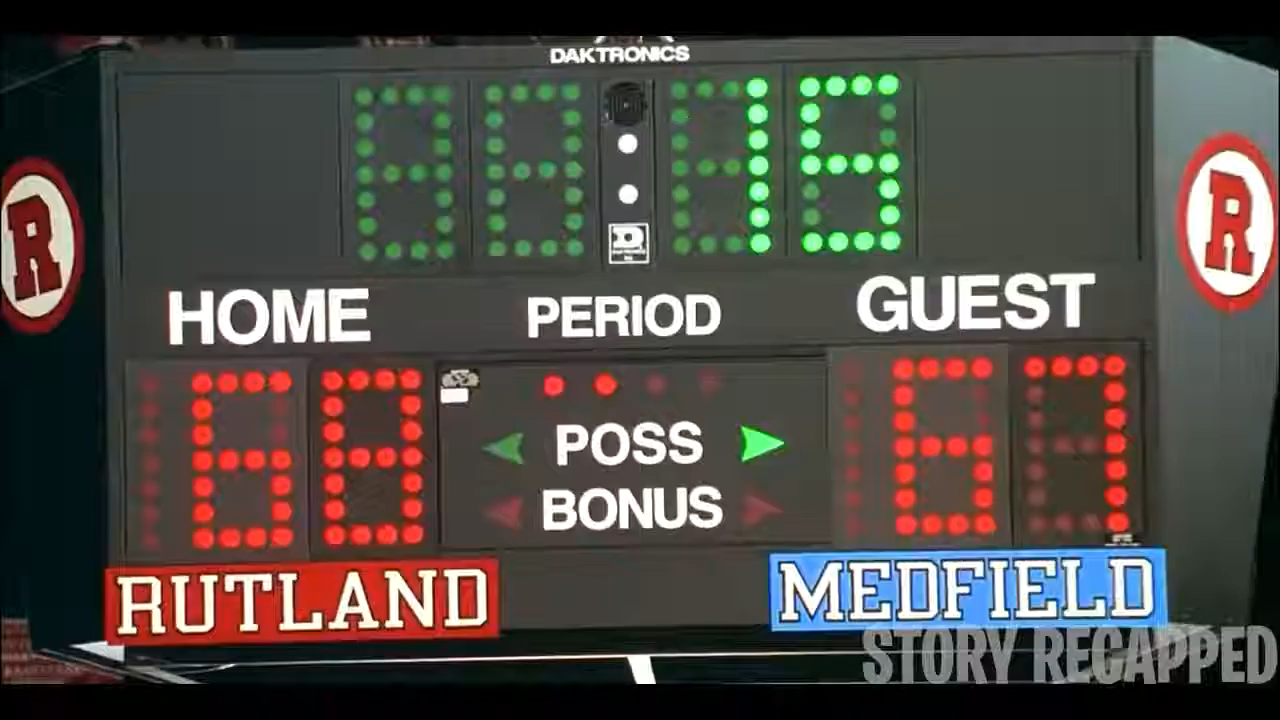 DAKTRONICS
:15
R
R
D
HOME PERIOD GUEST
68 67
POSS
BONUS
RUTLAND MEDFIELD
STORY RECAPPED